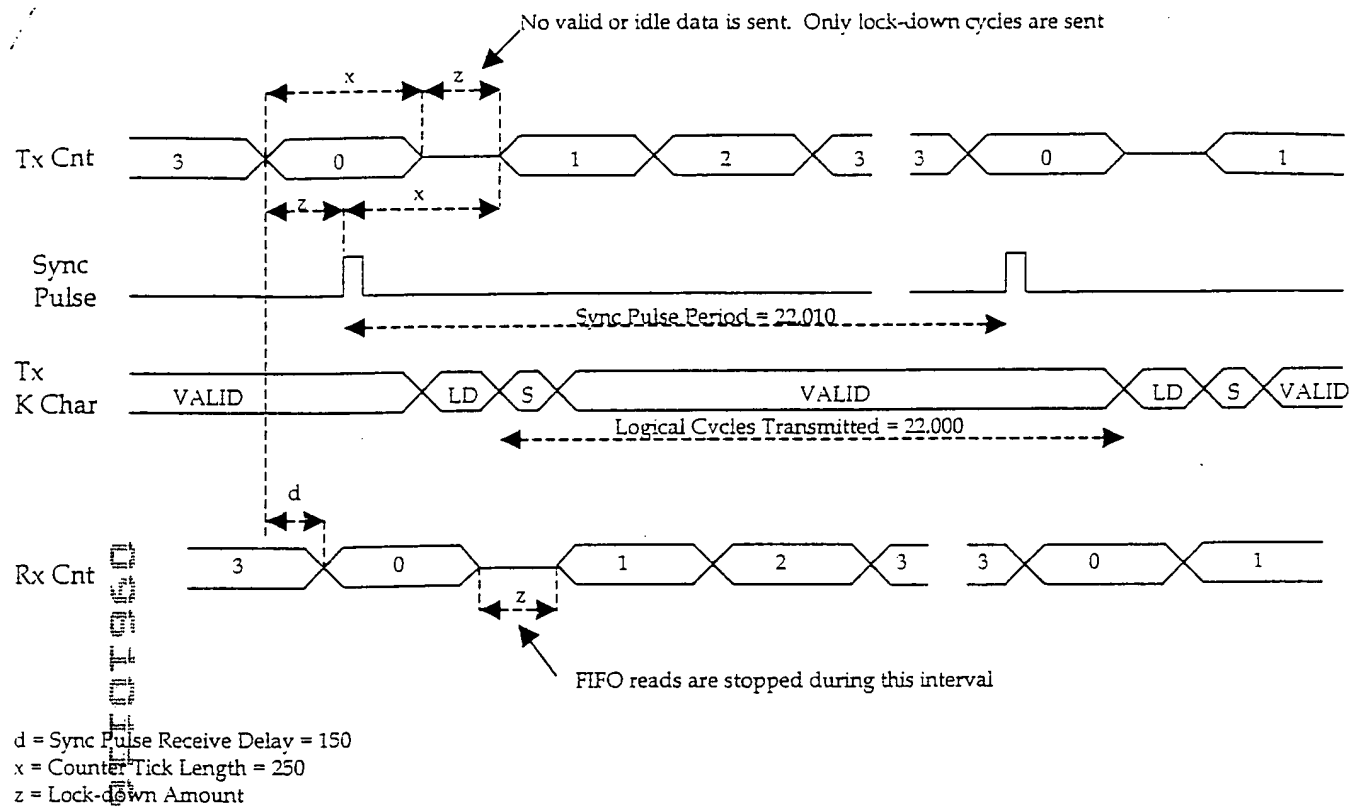 No valid or idle data is sent. Only lock-down cycles are sent
x
z
Tx Cnt
3
0
1
2
3
3
0
1
z
x
Sync
Pulse
Sync Pulse Period = 22.010
Tx
K Char
VALID
LD
S
VALID
LD
S
VALID
Logical Cycles Transmitted = 22.000
d
Rx Cnt
3
0
1
2
3
3
0
1
z
FIFO reads are stopped during this interval
d = Sync Pulse Receive Delay = 150
x = Counter Tick Length = 250
z = Lock-down Amount